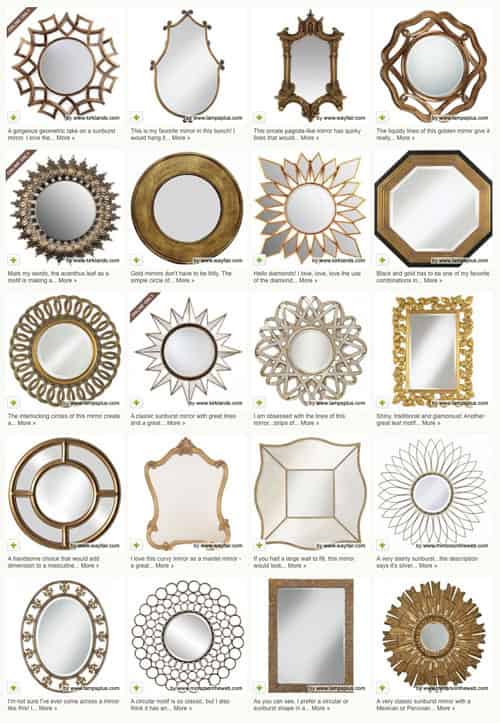 by www.kirklands.com
by www.lampsplus.com
by www.wayfair.com
by www.lampsplus.com
A gorgeous geometric take on a sunburst
mirror. I love the... More »
This is my favorite mirror in this bunch! I
would hang it... More »
This ornate pagoda-like mirror has quirky
lines that would... More »
The liquidy lines of this golden mirror give it
really,... More »
by www.kirklands.com
by www.wayfair.com
by www.kirklands.com
by www.wayfair.com
Mark my words, the acanthus leaf as a
motif is making a... More »
Gold mirrors don't have to be frilly. The
simple circle of... More »
Hello diamonds! I love, love, love the use
of the diamond... More »
Black and gold has to be one of my favorite
combinations in... More »
by www.lampsplus.com
ONLINE ONLY
by www.kirklands.com
by www.lampsplus.com
by www.lampsplus.com
The interlocking circles of this mirror create
a... More »
A classic sunburst mirror with great lines
and a great... More »
I am obsessed with the lines of this
mirror...strips of... More »
Shiny, traditional and glamourous! Another
great leaf motif... More »
by www.wayfair.com
by www.wayfair.com
by www.wayfair.com
A handsome choice that would add
dimension to a masculine... More »
I love this curvy mirror as a mantel mirror -
a great... More »
If you had a large wall to fill, this mirror
would look... More »
A very dainty sunburst...the description
says it's silver... More »
by www.lampsplus.com
by www.lampsplus.com
by www.lampsplus.com
I'm not sure I've ever come across a mirror
like this! I... More »
A circular motif is so classic, but I also
think it has an... More »
As you can see, I prefer a circular or
sunburst shape in a... More »
A very classic sunburst mirror with a
Mexican or Peruvian... More »